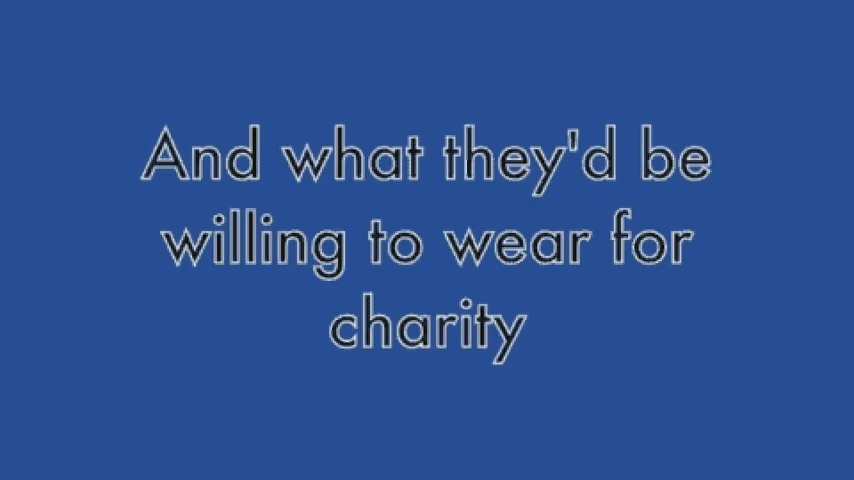 And what they'd be
willing to wear for
charity